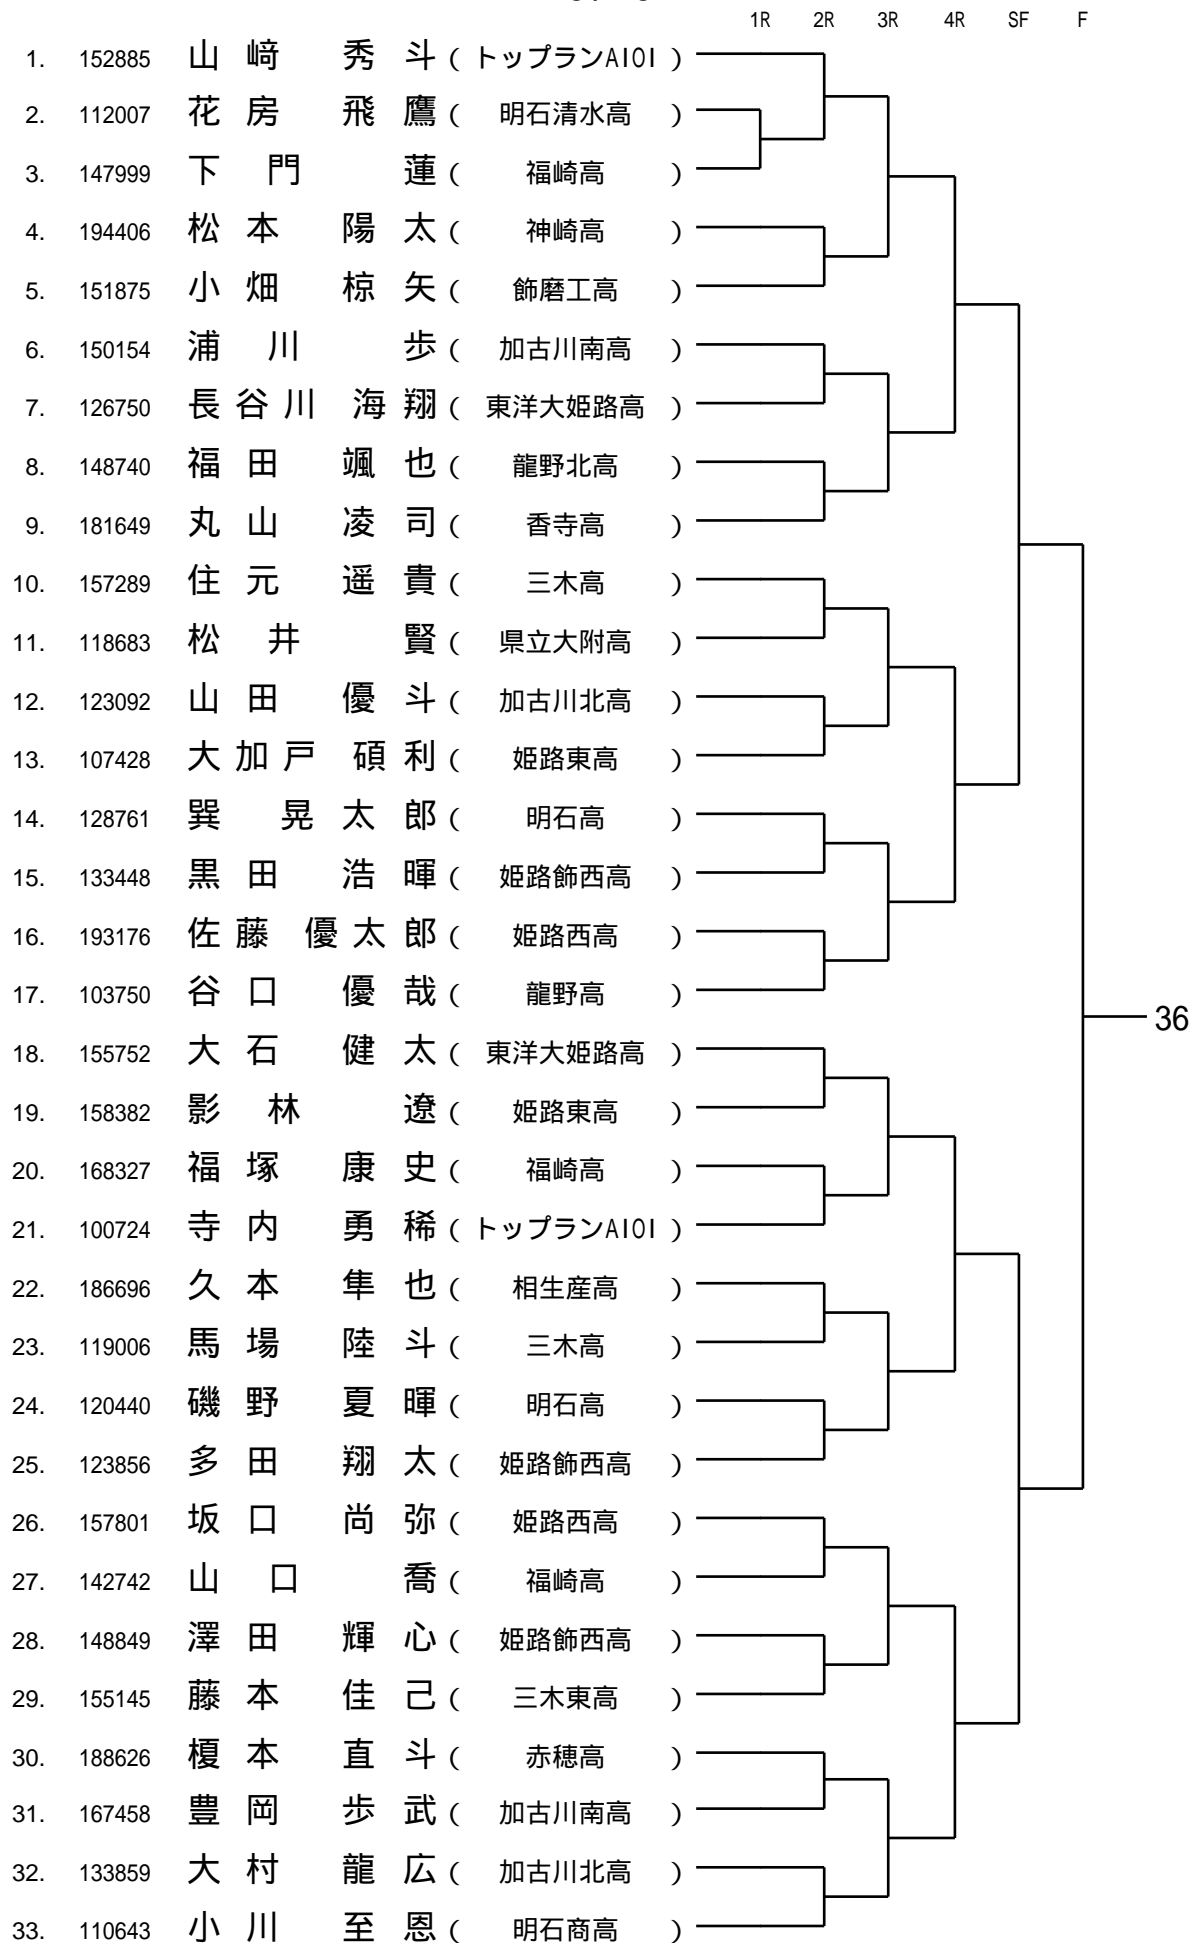 1R 2R 3R 4R SF F
1. 152885 山﨑 秀斗 ( トップランAIOI )
2. 112007 花房 飛鷹 ( 明石清水高 )
3. 147999 下門 蓮 ( 福崎高 )
4. 194406 松本 陽太 ( 神崎高 )
5. 151875 小畑 椋矢 ( 飾磨工高 )
6. 150154 浦川 歩 ( 加古川南高 )
7. 126750 長谷川 海翔 ( 東洋大姫路高 )
8. 148740 福田 颯也 ( 龍野北高 )
9. 181649 丸山 凌司 ( 香寺高 )
10. 157289 住元 遥貴 ( 三木高 )
11. 118683 松井 賢 ( 県立大附高 )
12. 123092 山田 優斗 ( 加古川北高 )
13. 107428 大加戸 碩利 ( 姫路東高 )
14. 128761 巽 晃太郎 ( 明石高 )
15. 133448 黒田 浩暉 ( 姫路飾西高 )
16. 193176 佐藤 優太郎 ( 姫路西高 )
17. 103750 谷口 優哉 ( 龍野高 )
36
18. 155752 大石 健太 ( 東洋大姫路高 )
19. 158382 影林 遼 ( 姫路東高 )
20. 168327 福塚 康史 ( 福崎高 )
21. 100724 寺内 勇稀 ( トップランAIOI )
22. 186696 久本 隼也 ( 相生産高 )
23. 119006 馬場 陸斗 ( 三木高 )
24. 120440 磯野 夏暉 ( 明石高 )
25. 123856 多田 翔太 ( 姫路飾西高 )
26. 157801 坂口 尚弥 ( 姫路西高 )
27. 142742 山口 喬 ( 福崎高 )
28. 148849 澤田 輝心 ( 姫路飾西高 )
29. 155145 藤本 佳己 ( 三木東高 )
30. 188626 榎本 直斗 ( 赤穂高 )
31. 167458 豊岡 歩武 ( 加古川南高 )
32. 133859 大村 龍広 ( 加古川北高 )
33. 110643 小川 至恩 ( 明石商高 )